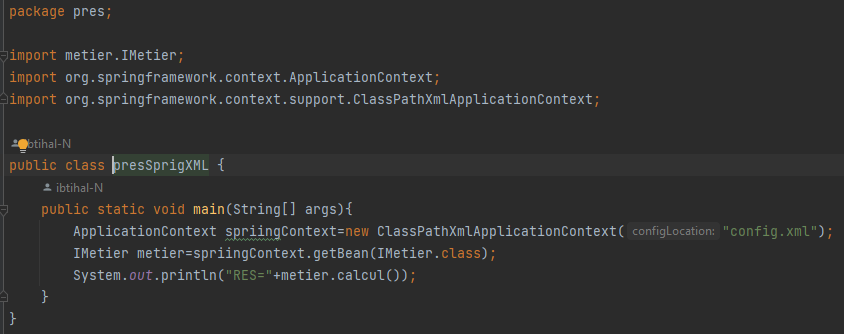 package pres;
import metier.IMetier;
import org.springframework.context.ApplicationContext;
import org.springframework.context.support.ClassPathXmlApplicationContext;
ibtihal-N
public class presSprigXML {
ibtihal-N
public static void main(String[] args){
ApplicationContext spriingContext=new ClassPathXmlApplicationContext( configLocation: "config.xml");
IMetier metier=spriingContext.getBean(IMetier.class);
System.out.println("RES="+metier.calcul());
}
}